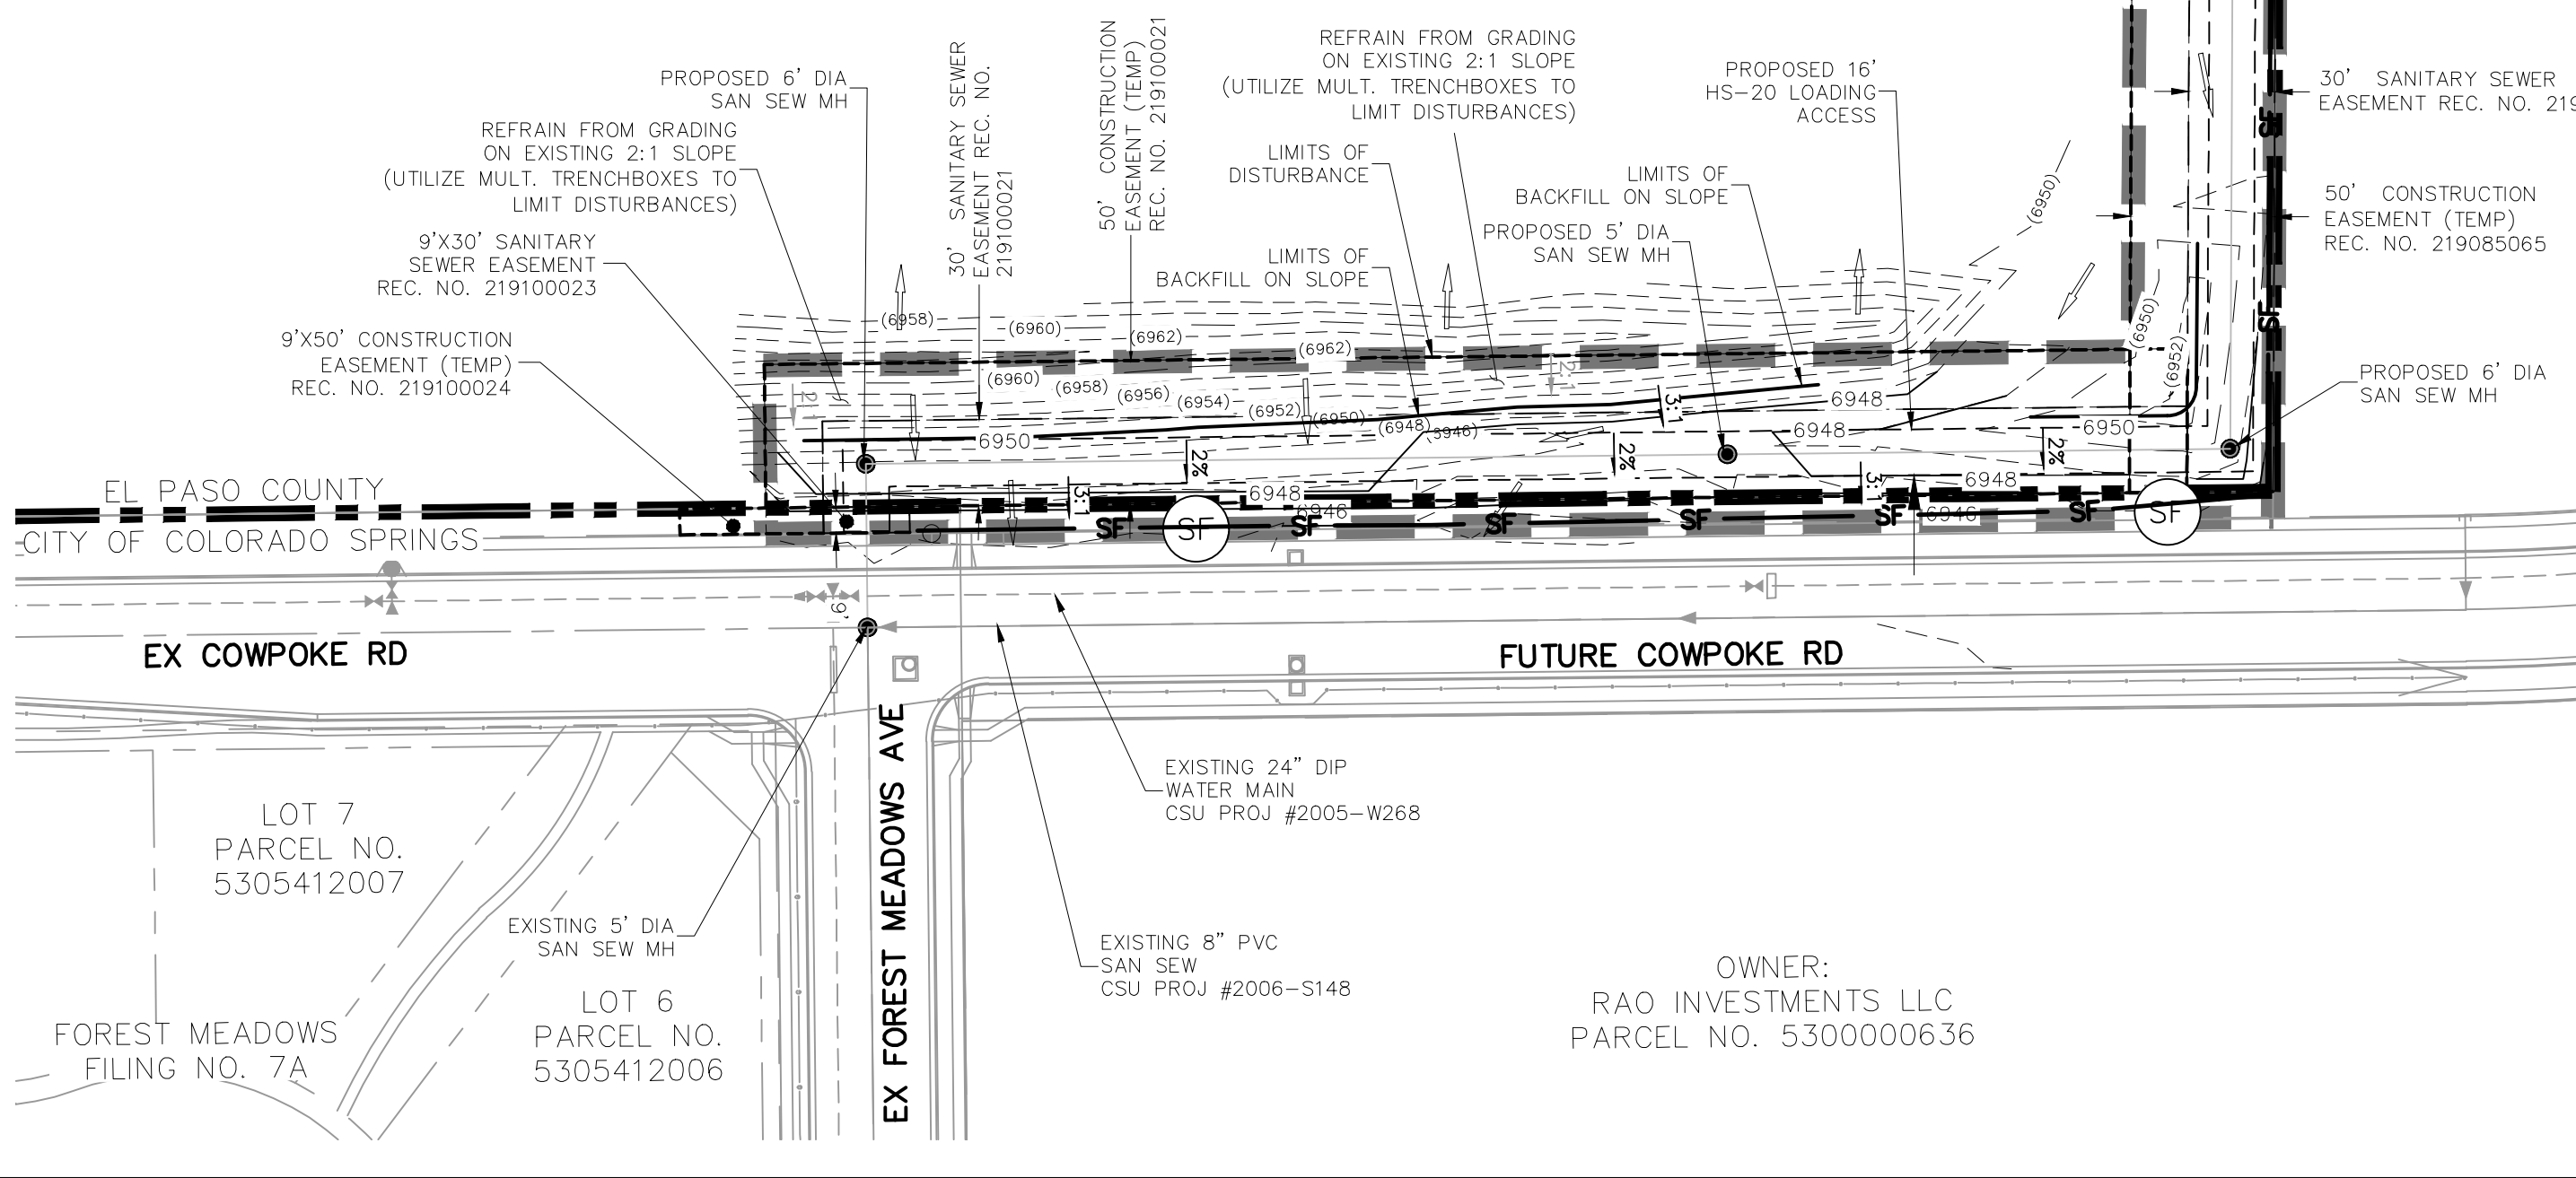 PROPOSED 6' DIA
SAN SEW MH
REFRAIN FROM GRADING
ON EXISTING 2:1 SLOPE
(UTILIZE MULT. TRENCHBOXES TO
LIMIT DISTURBANCES)
9'X30' SANITARY
SEWER EASEMENT
REC. NO. 219100023
9'X50' CONSTRUCTION
EASEMENT (TEMP)
REC. NO. 219100024
30' SANITARY SEWER
EASEMENT REC. NO.
219100021
50' CONSTRUCTION
EASEMENT (TEMP)
REC. NO. 219100021
REFRAIN FROM GRADING
ON EXISTING 2:1 SLOPE
(UTILIZE MULT. TRENCHBOXES TO
LIMIT DISTURBANCES)
LIMITS OF
DISTURBANCE
LIMITS OF
BACKFILL ON SLOPE
PROPOSED 16'
HS-20 LOADING
ACCESS
LIMITS OF
BACKFILL ON SLOPE
PROPOSED 5' DIA
SAN SEW MH
30' SANITARY SEWER
EASEMENT REC. NO. 219
50' CONSTRUCTION
EASEMENT (TEMP)
REC. NO. 219085065
PROPOSED 6' DIA
SAN SEW MH
SF
SF
(6950)
(6950)
(6952)
(6958)
(6960)
(6962)
(6962)
(6960)
(6958)
(6956)
(6954)
(6952)
(6950)
(6948)
2:1
2:1
3:1
6948
6950
6948
6950
2%
2%
2%
3:1
6948
3:1
6948
6946
6946
SF
SF
SF
SF
SF
SF
SF
SF
EL PASO COUNTY
CITY OF COLORADO SPRINGS
9'
EX COWPOKE RD
FUTURE COWPOKE RD
EX FOREST MEADOWS AVE
EXISTING 24" DIP
WATER MAIN
CSU PROJ #2005-W268
LOT 7
PARCEL NO.
5305412007
EXISTING 5' DIA
SAN SEW MH
EXISTING 8" PVC
SAN SEW
CSU PROJ #2006-S148
LOT 6
PARCEL NO.
5305412006
FOREST MEADOWS
FILING NO. 7A
OWNER:
RAO INVESTMENTS LLC
PARCEL NO. 5300000636